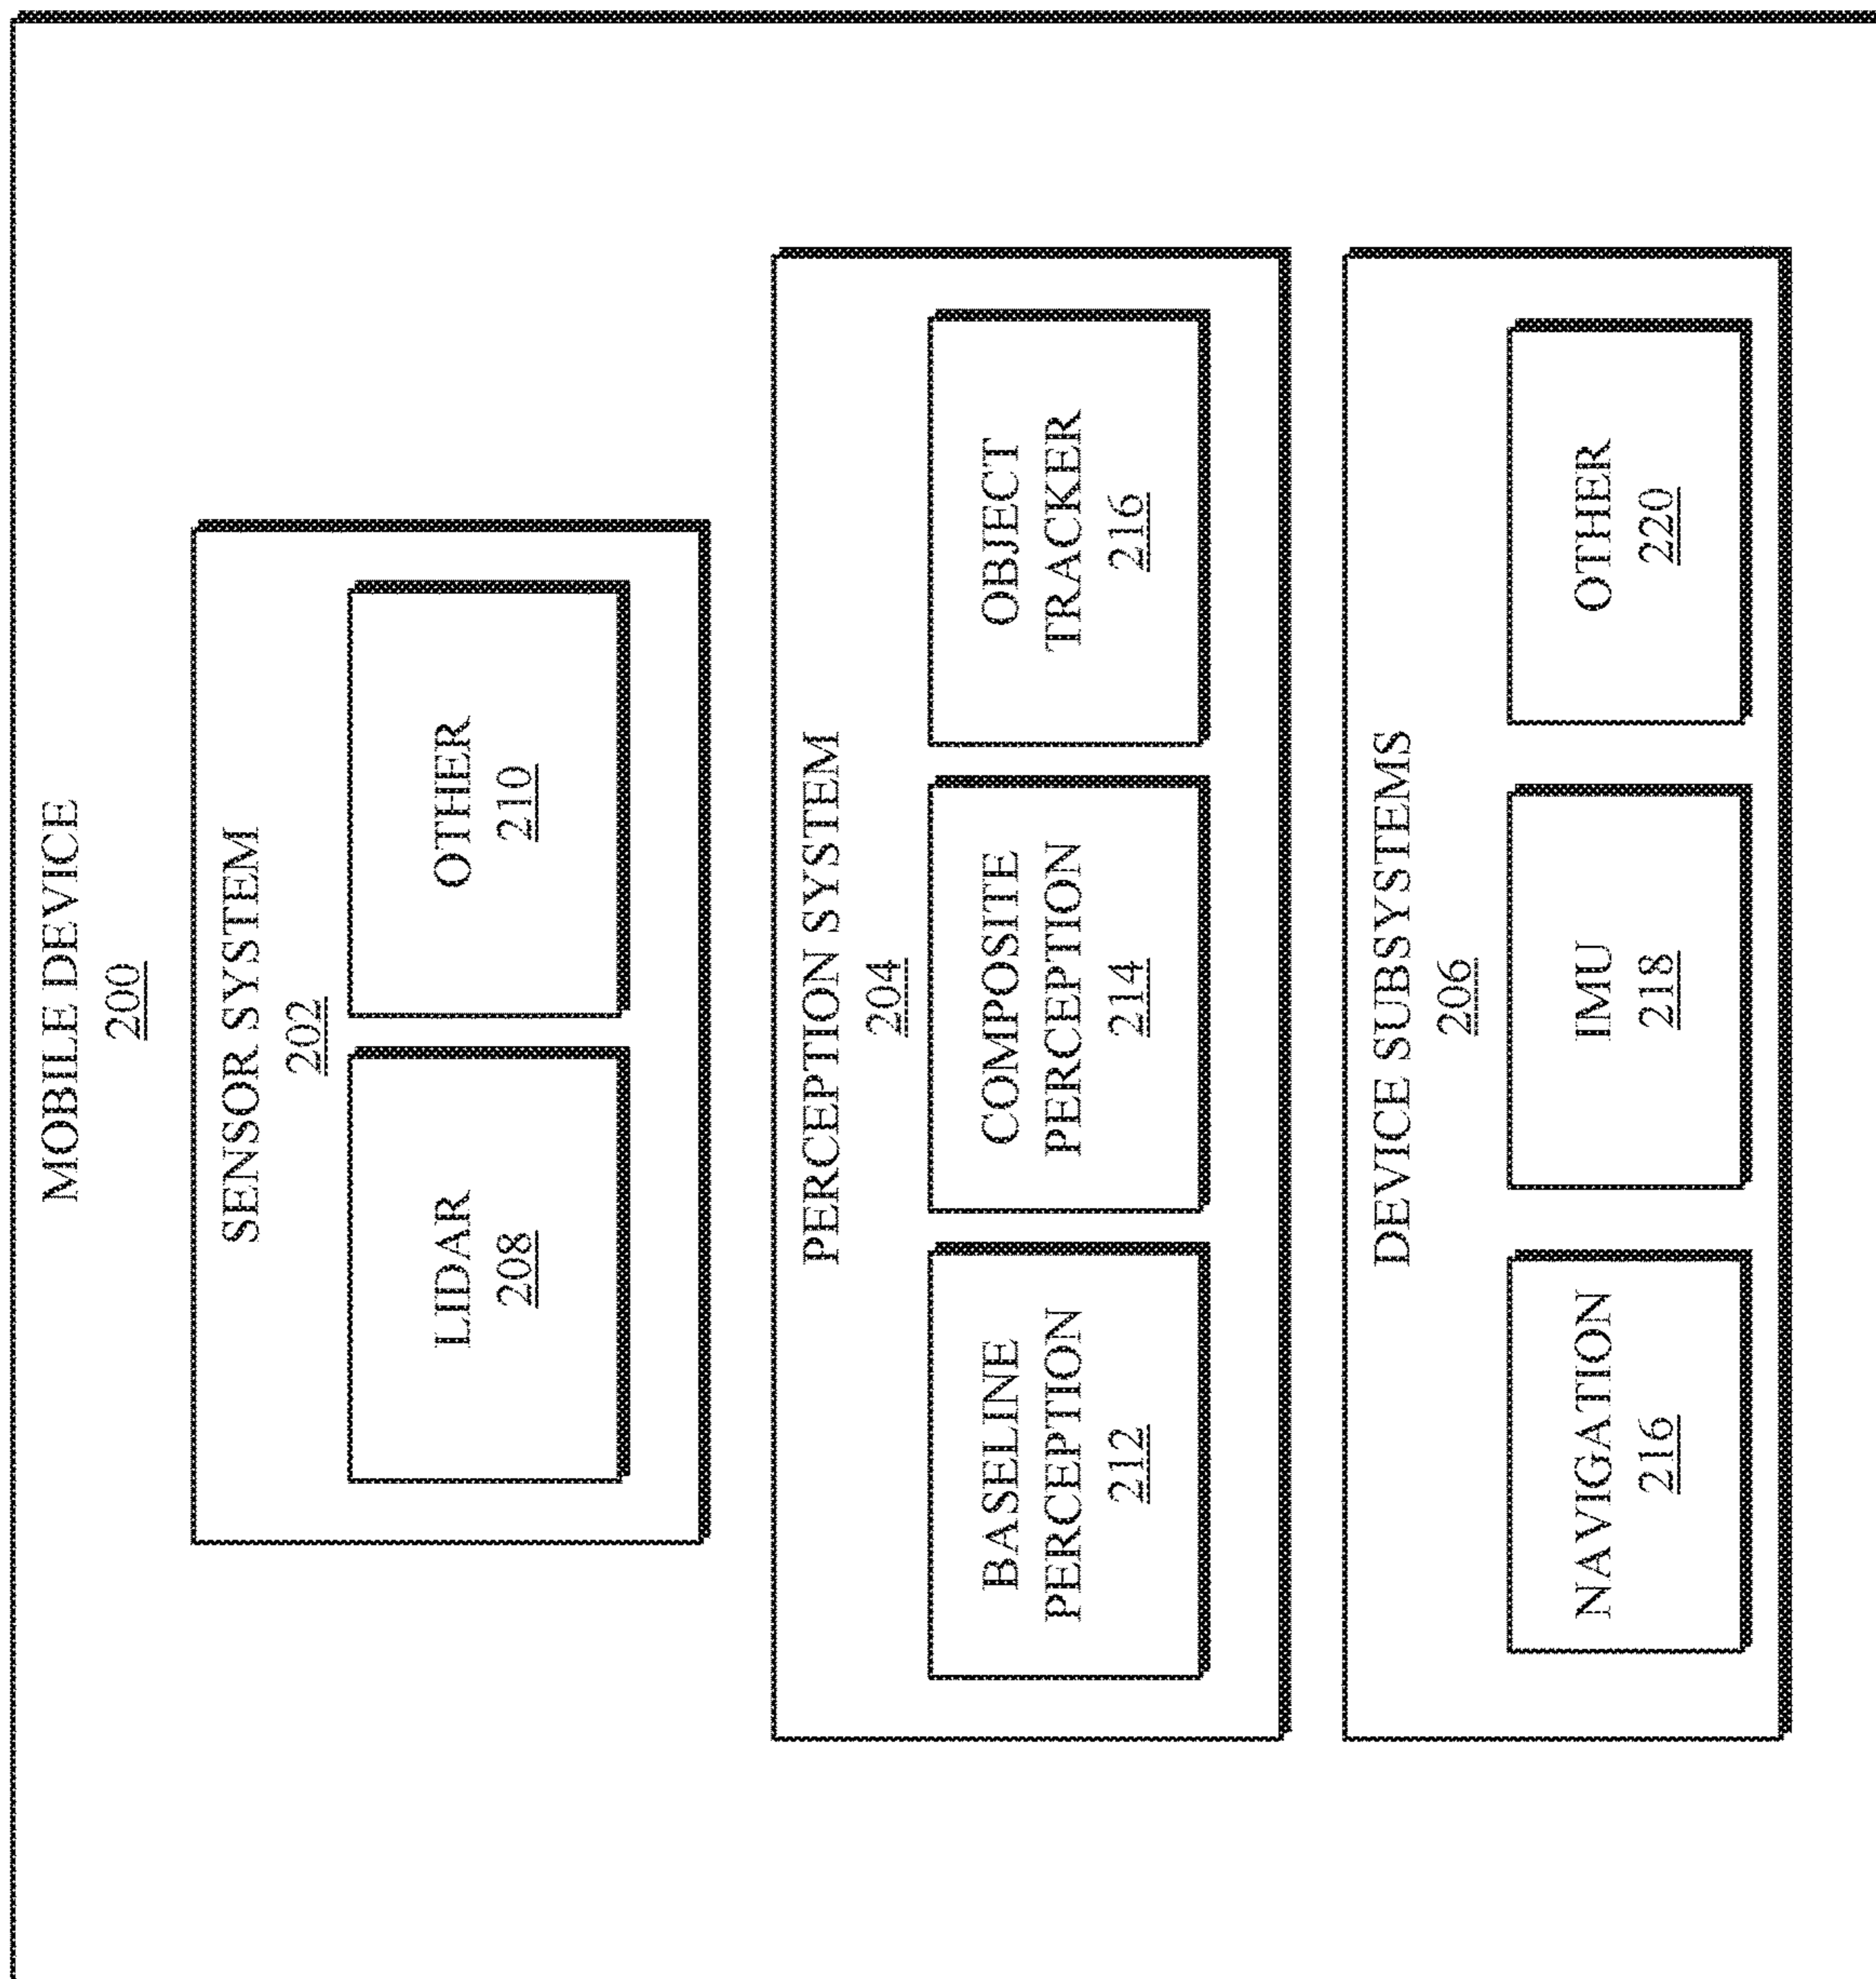 MOBILE DEVICE
200
SENSOR SYSTEM
202
LIDAR
208
OTHER
210
PERCEPTION SYSTEM
204
BASELINE
PERCEPTION
212
COMPOSITE
PERCEPTION
214
OBJECT
TRACKER
216
DEVICE SUBSYSTEMS
206
NAVIGATION
216
IMU
218
OTHER
220